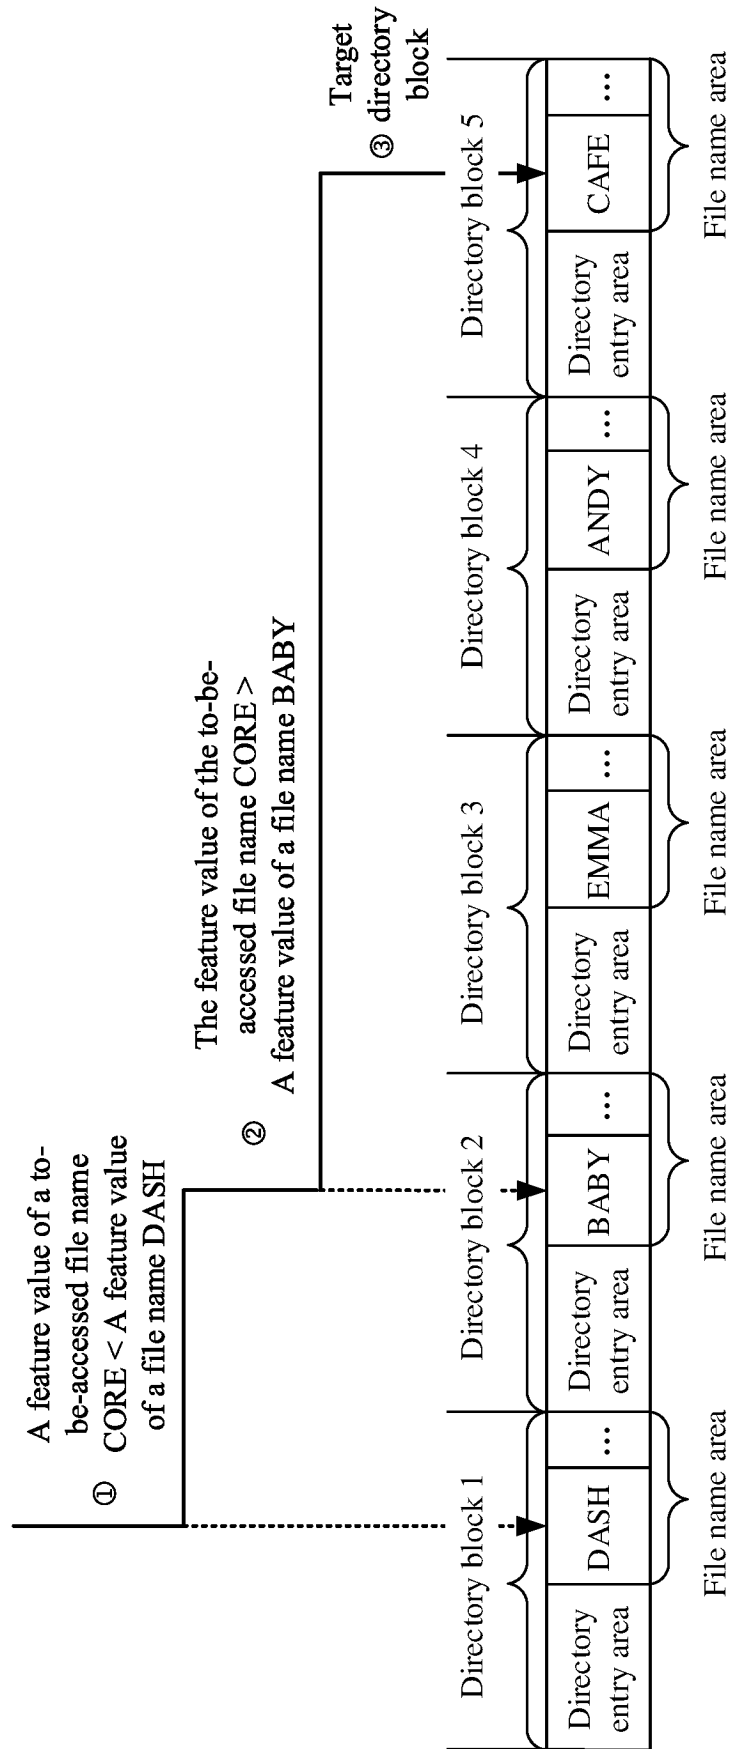 A feature value of a to-
be-accessed file name
CORE < A feature value
of a file name DASH
①
The feature value of the to-be-
accessed file name CORE >
A feature value of a file name BABY
②
Target
③ directory
block
Directory block 1
Directory block 2
Directory block 3
Directory block 4
Directory block 5
Directory
entry area
DASH
...
Directory
entry area
BABY
...
Directory
entry area
EMMA
...
Directory
entry area
ANDY
...
Directory
entry area
CAFE
...
File name area
File name area
File name area
File name area
File name area